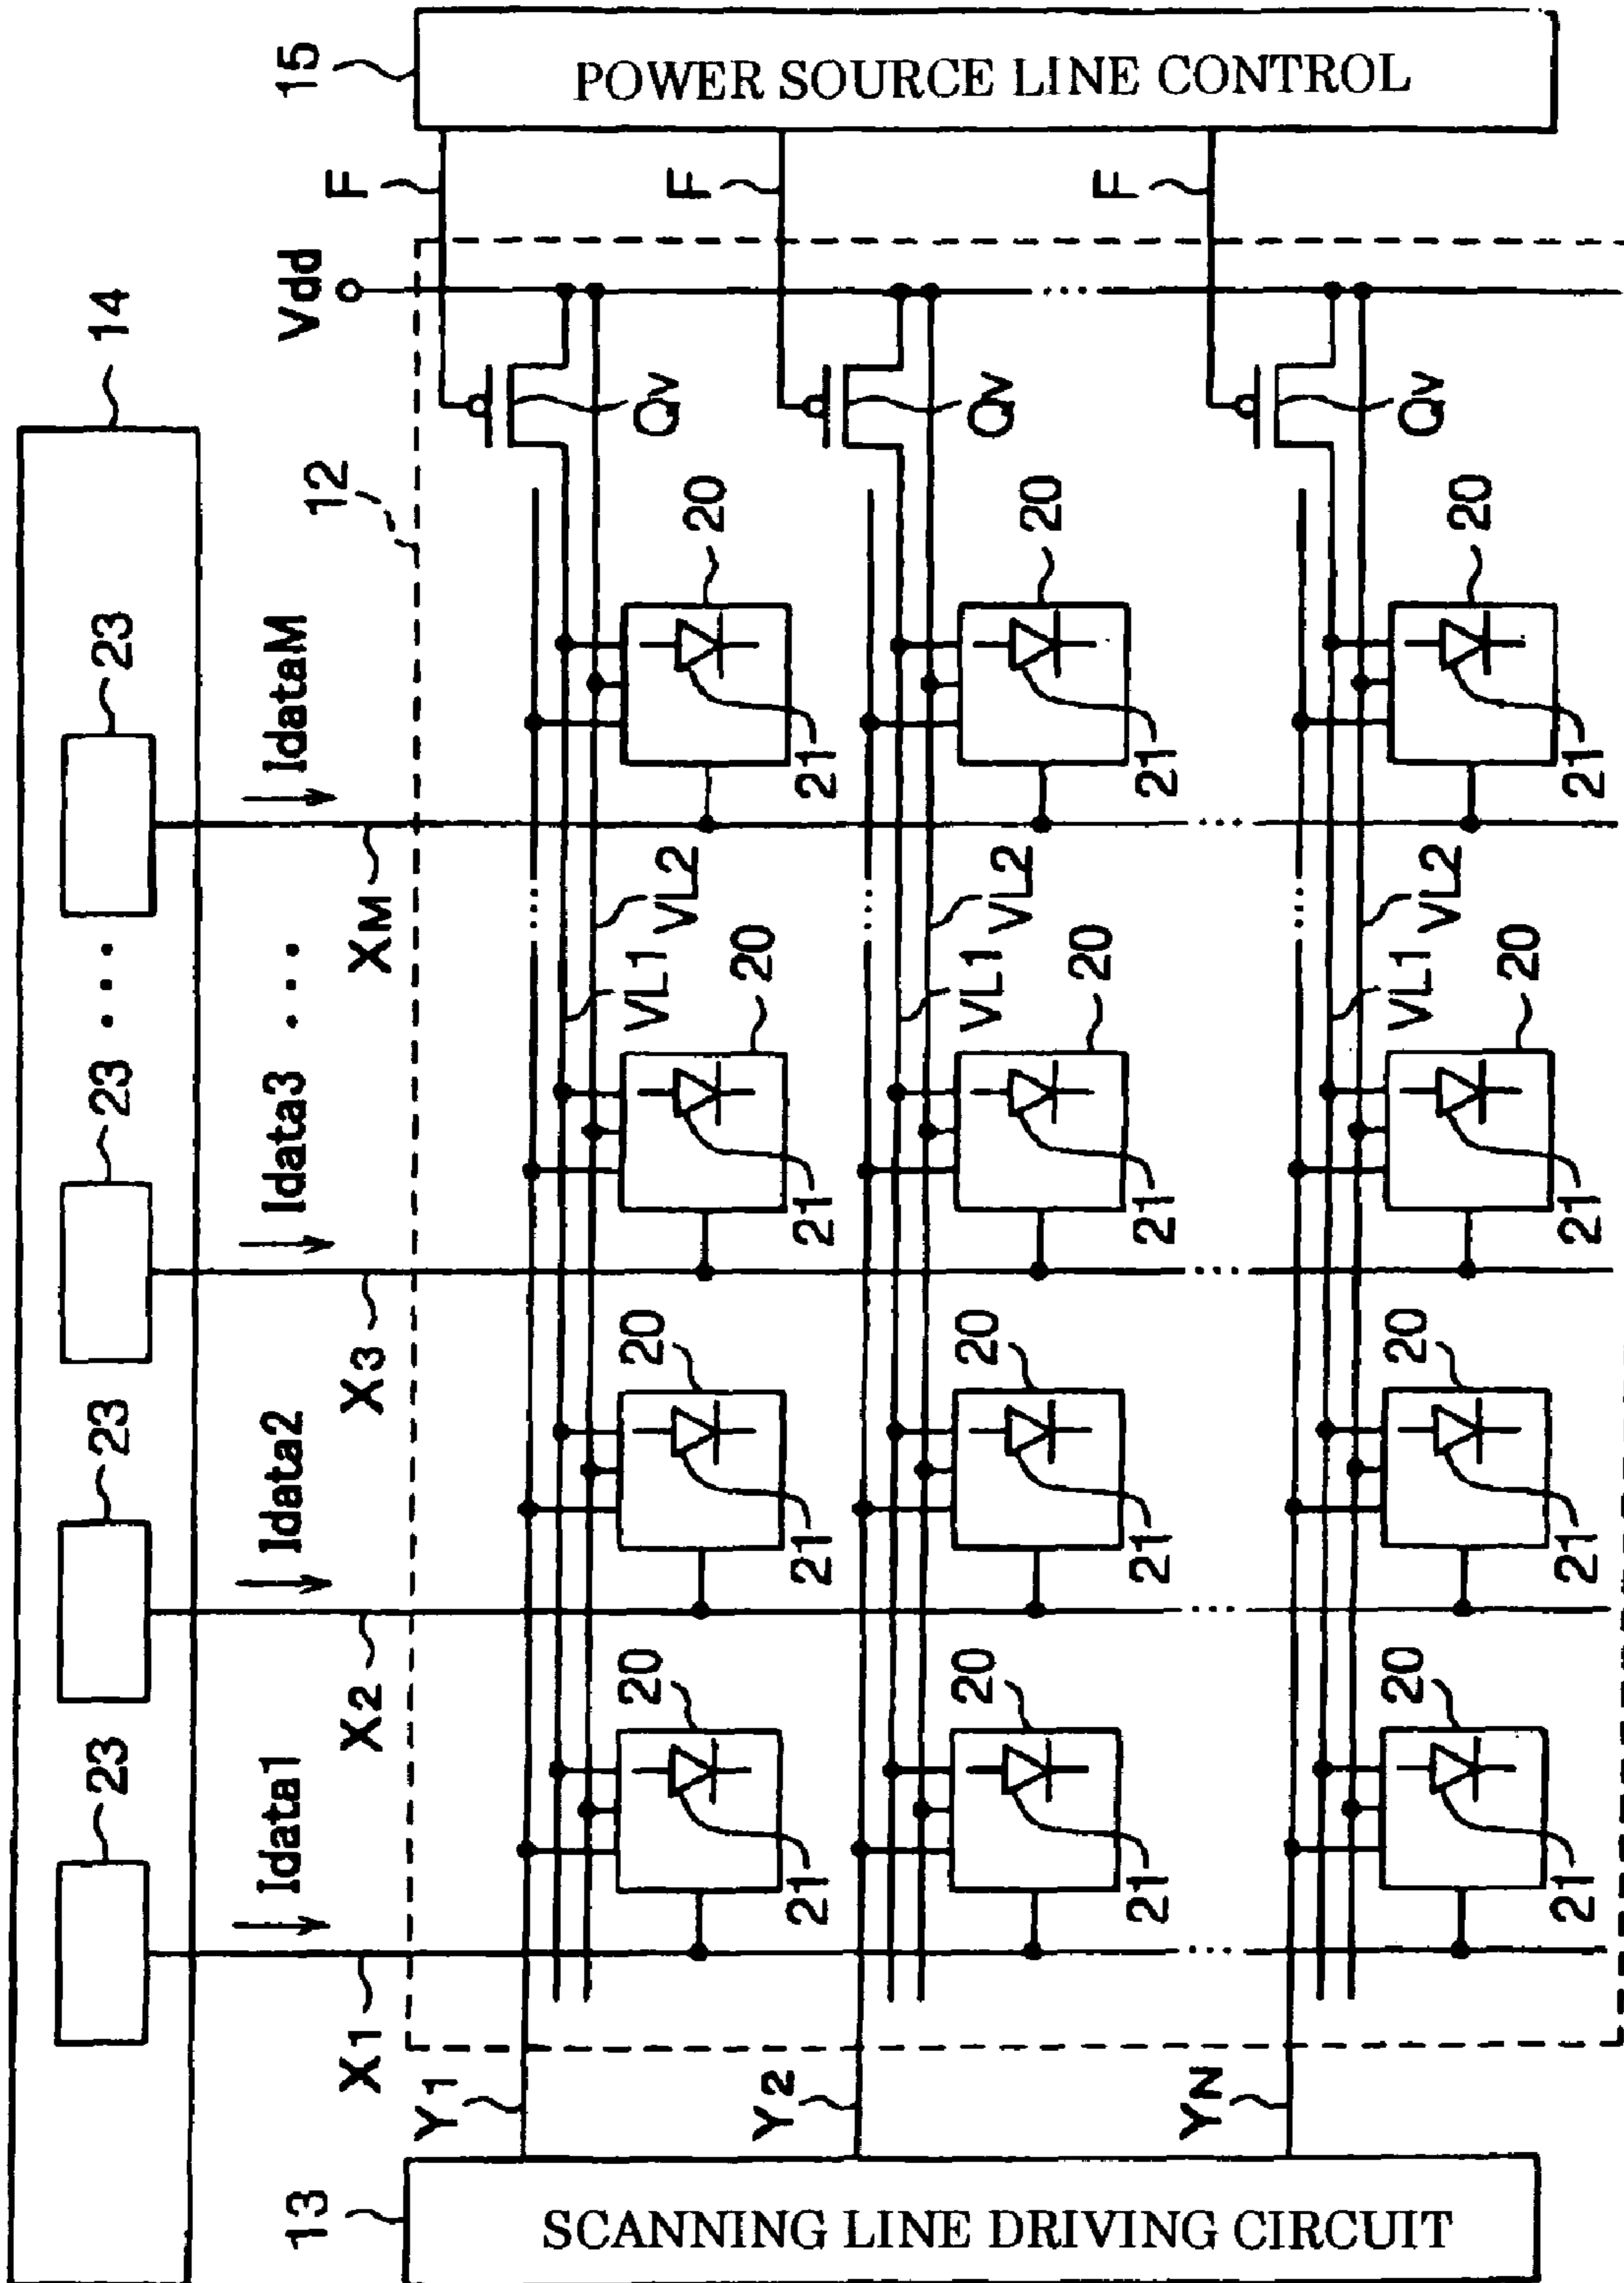 14
23 23 23 ... 23
Idata1 Idata2 Idata3 ... IdataM
Vdd
12
X1 X2 X3 XM
F 15
13
Y1
Qv
20 20 20 20
VL1 VL2
21 21 21 21
F
Y2
Qv
20 20 20 20
VL1 VL2
21 21 21 21
...
F
YN
Qv
20 20 20 20
VL1 VL2
21 21 21 21
SCANNING LINE DRIVING CIRCUIT
POWER SOURCE LINE CONTROL